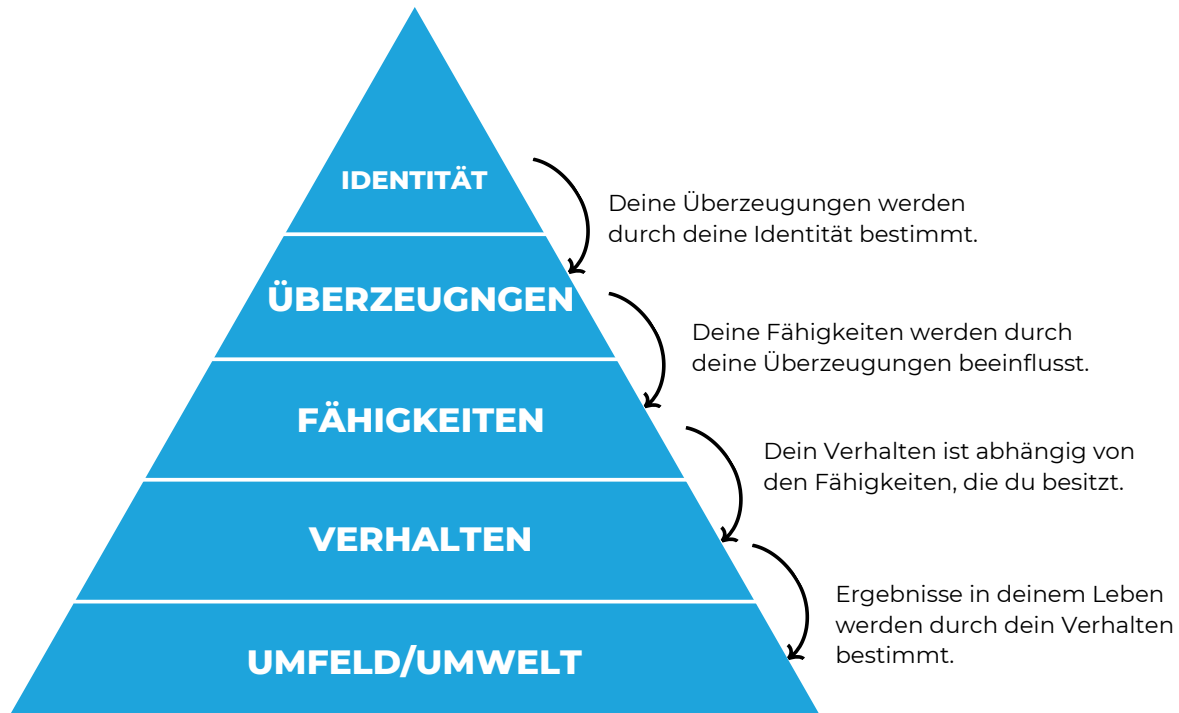 IDENTITÄT
Deine Überzeugungen werden
durch deine Identität bestimmt.
ÜBERZEUGNGEN
Deine Fähigkeiten werden durch
deine Überzeugungen beeinflusst.
FÄHIGKEITEN
Dein Verhalten ist abhängig von
den Fähigkeiten, die du besitzt.
VERHALTEN
Ergebnisse in deinem Leben
werden durch dein Verhalten
bestimmt.
UMFELD/UMWELT